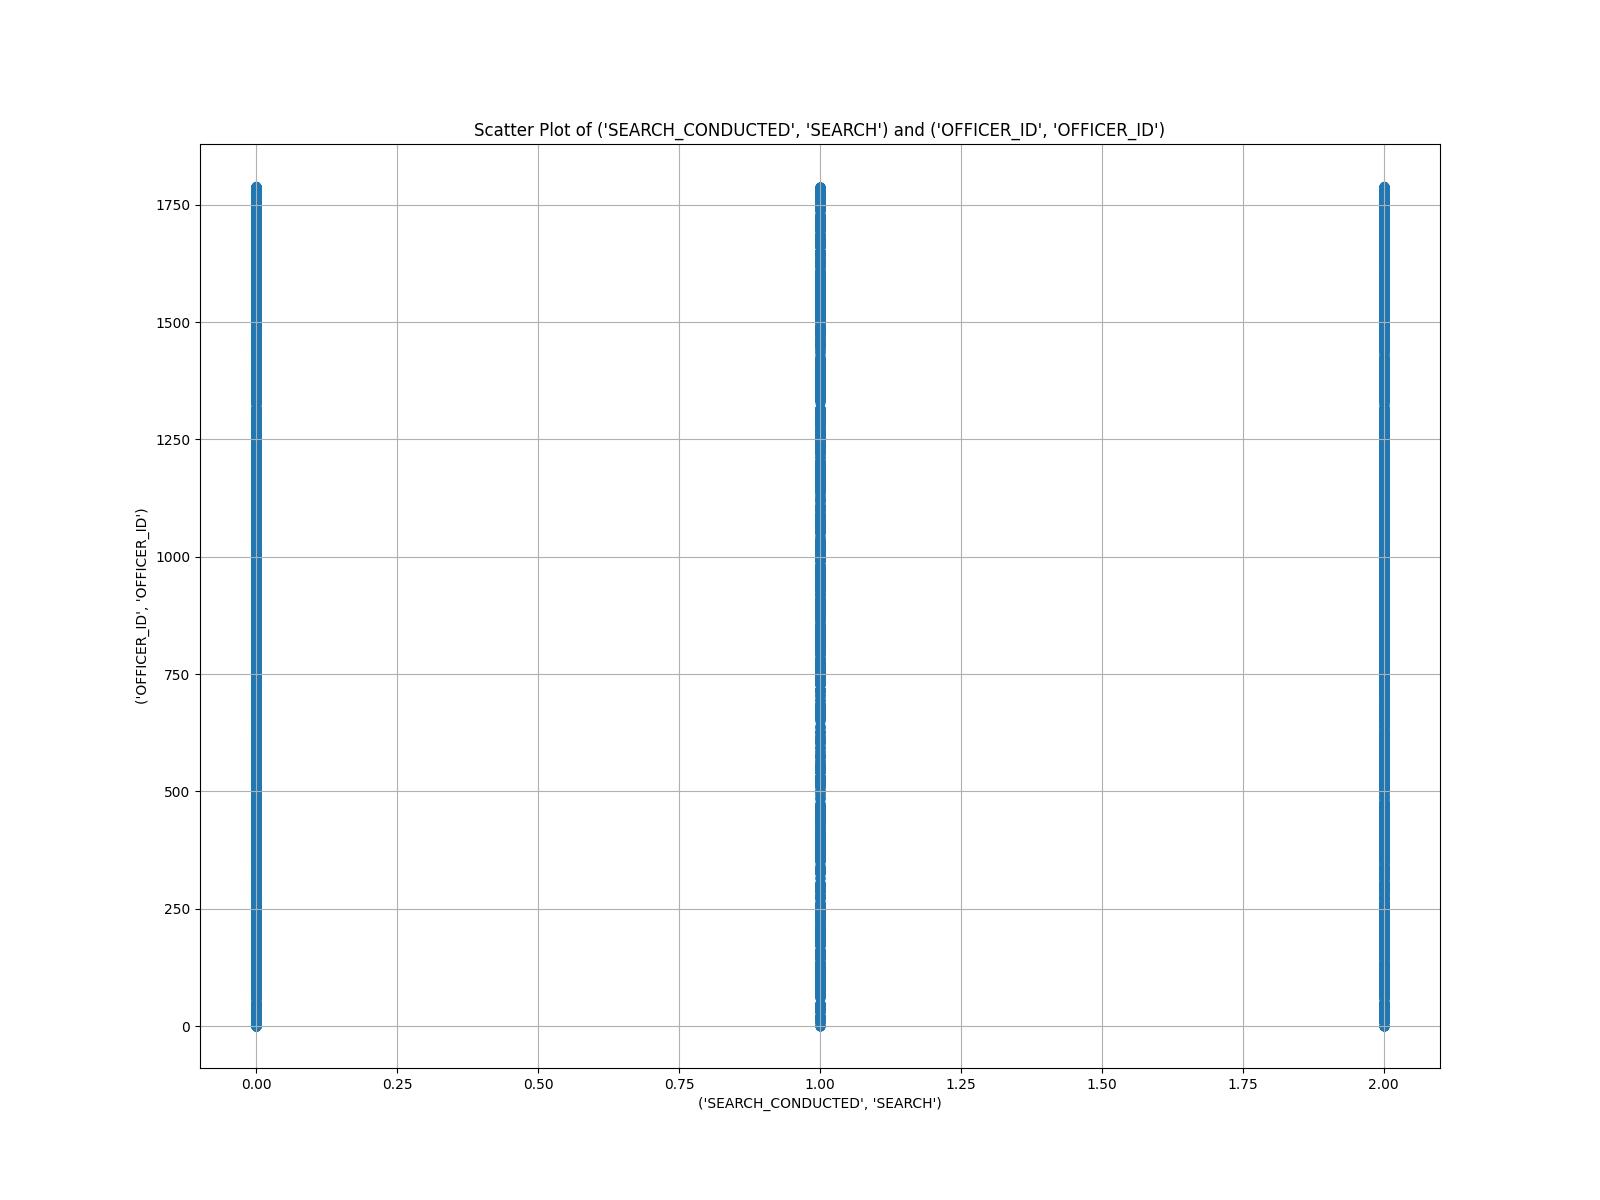 Scatter Plot of ('SEARCH_CONDUCTED', 'SEARCH') and ('OFFICER_ID', 'OFFICER_ID')
('OFFICER_ID', 'OFFICER_ID')
1750
1500
1250
1000
750
500
250
0
0.00 0.25 0.50 0.75 1.00 1.25 1.50 1.75 2.00
('SEARCH_CONDUCTED', 'SEARCH')